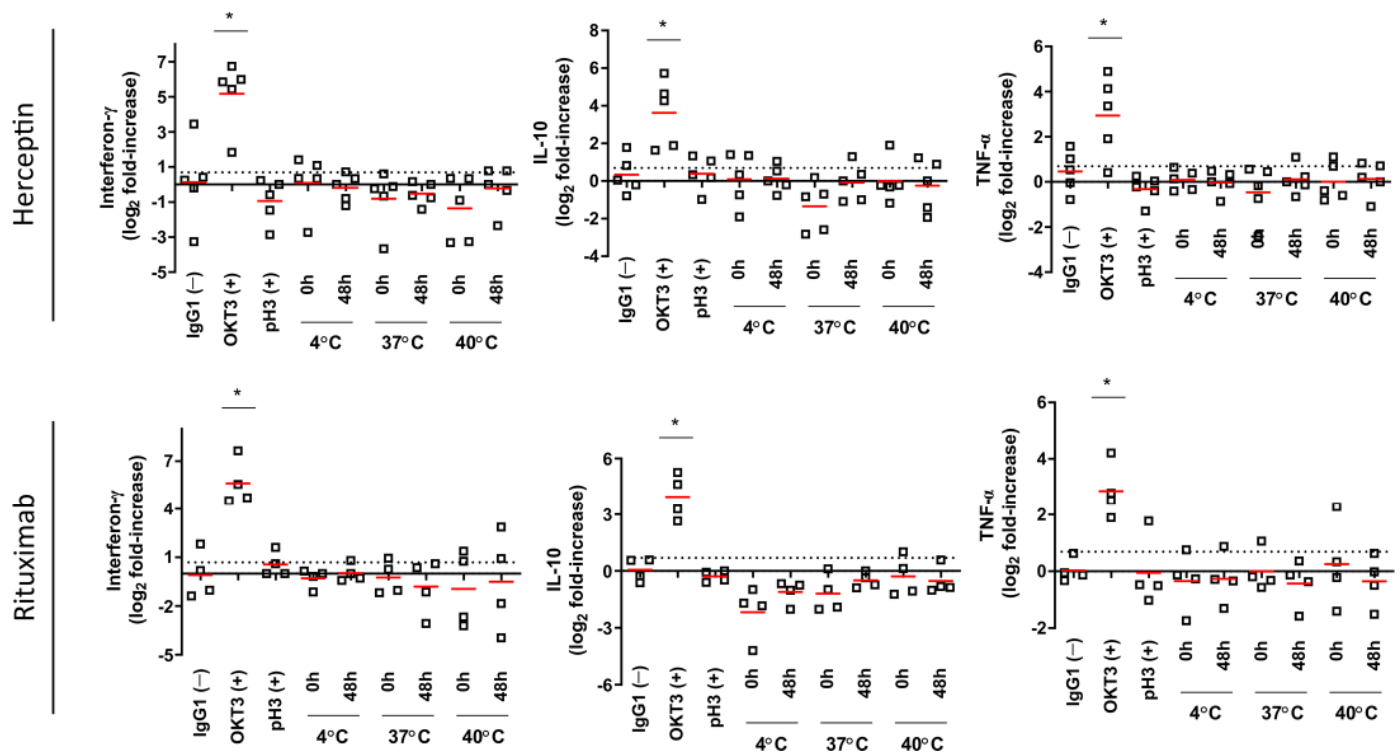 Herceptin
Interferon-γ
(log2 fold-increase)
*
7
4
1
-1
-3
-5
IgG1 (−)
OKT3 (+)
pH3 (+)
0h
48h
0h
48h
0h
48h
4°C
37°C
40°C
IL-10
(log2 fold-increase)
*
8
6
4
2
0
-2
-4
IgG1 (−)
OKT3 (+)
pH3 (+)
0h
48h
0h
48h
0h
48h
4°C
37°C
40°C
TNF-α
(log2 fold-increase)
*
6
4
2
0
-2
-4
IgG1 (−)
OKT3 (+)
pH3 (+)
0h
48h
0h
48h
0h
48h
4°C
37°C
40°C
Rituximab
Interferon-γ
(log2 fold-increase)
*
7
4
1
-2
-5
IgG1 (−)
OKT3 (+)
pH3 (+)
0h
48h
0h
48h
0h
48h
4°C
37°C
40°C
IL-10
(log2 fold-increase)
*
6
3
0
-3
-6
IgG1 (−)
OKT3 (+)
pH3 (+)
0h
48h
0h
48h
0h
48h
4°C
37°C
40°C
TNF-α
(log2 fold-increase)
*
6
4
2
0
-2
IgG1 (−)
OKT3 (+)
pH3 (+)
0h
48h
0h
48h
0h
48h
4°C
37°C
40°C